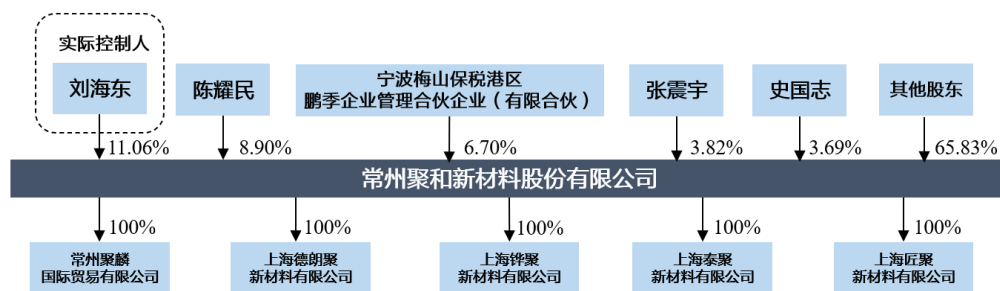 实际控制人
刘海东
陈耀民
宁波梅山保税港区
鹏季企业管理合伙企业（有限合伙）
张震宇
史国志
其他股东
11.06%
8.90%
6.70%
3.82%
3.69%
65.83%
常州聚和新材料股份有限公司
100%
100%
100%
100%
100%
常州聚麟
国际贸易有限公司
上海德朗聚
新材料有限公司
上海铧聚
新材料有限公司
上海泰聚
新材料有限公司
上海匠聚
新材料有限公司